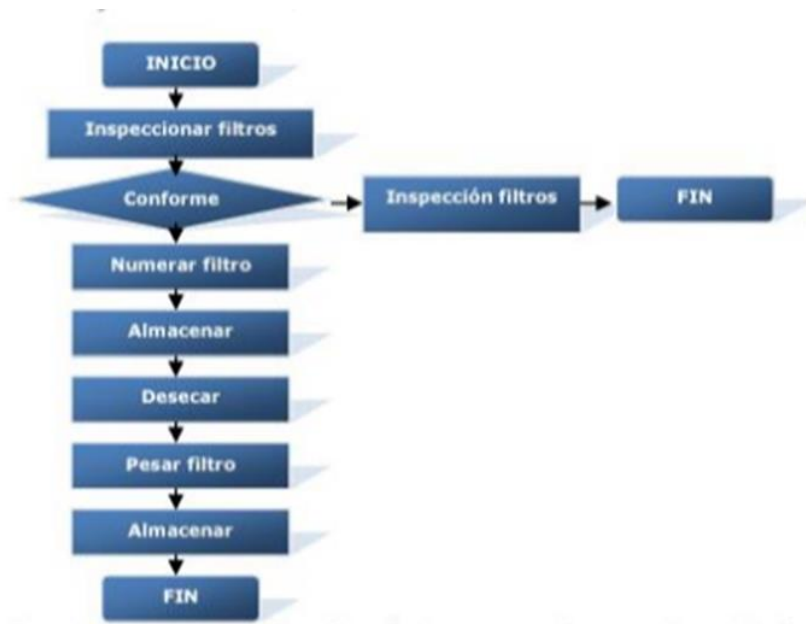 INICIO
Inspeccionar filtros
Conforme
Inspección filtros
FIN
Numerar filtro
Almacenar
Desecar
Pesar filtro
Almacenar
FIN